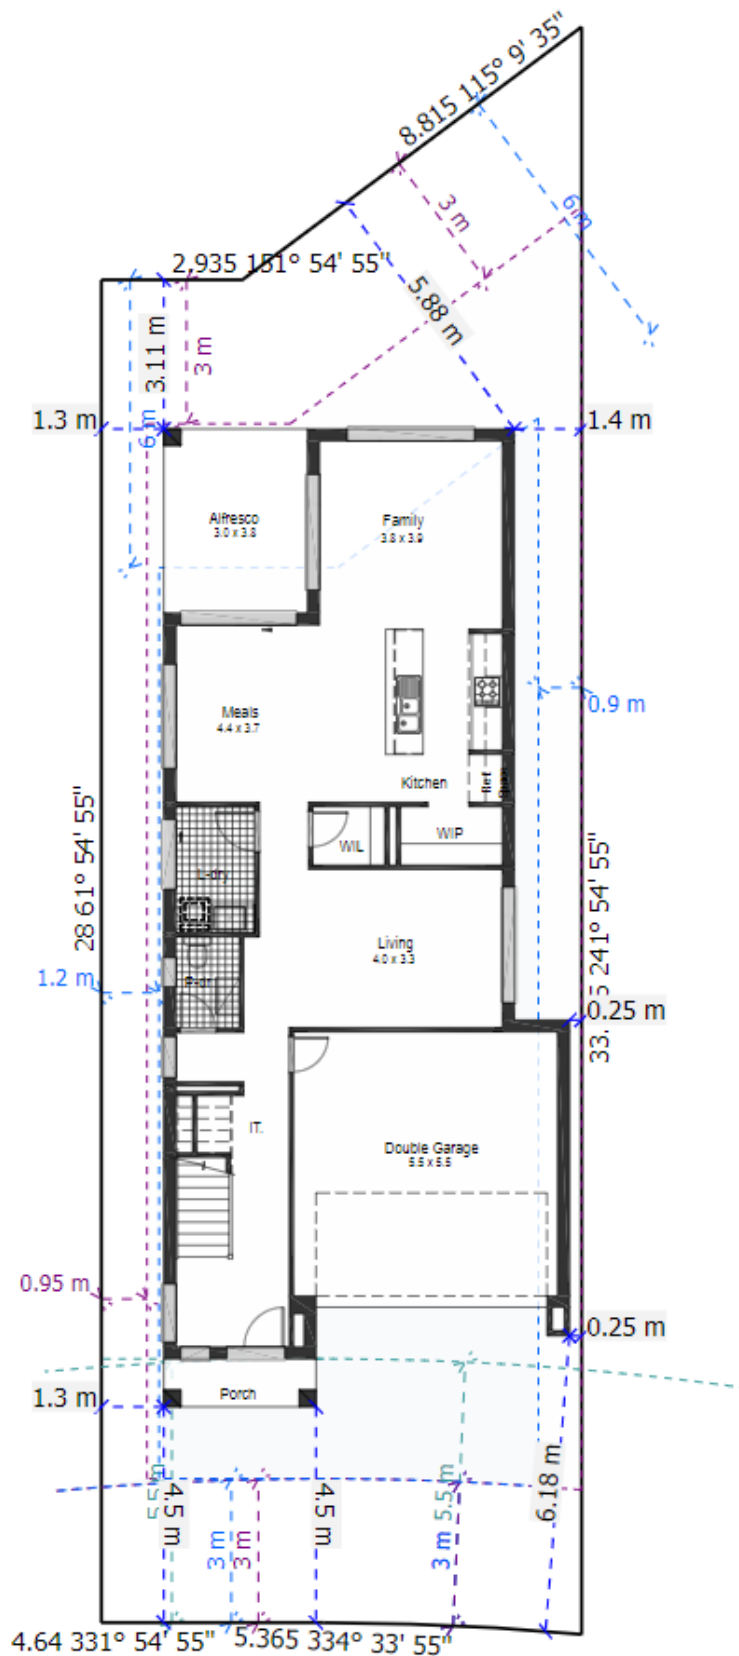 8.815 115° 9' 35"
6 m
3 m
2.935 151° 54' 55"
5.88 m
3.11 m
3 m
1.3 m
6 m
1.4 m
Alfresco
3.0 x 3.8
Family
3.8 x 3.9
0.9 m
Meals
4.4 x 3.7
Kitchen
Ref
28 61° 54' 55"
WIL
WIP
L-dry
241° 54' 55"
Living
4.0 x 3.3
1.2 m
P-dr
0.25 m
33.
IT.
Double Garage
5.5 x 5.5
0.95 m
0.25 m
1.3 m
Porch
4.5 m
4.5 m
5.5 m
6.18 m
3 m
3 m
3 m
4.64 331° 54' 55"
5.365 334° 33' 55"